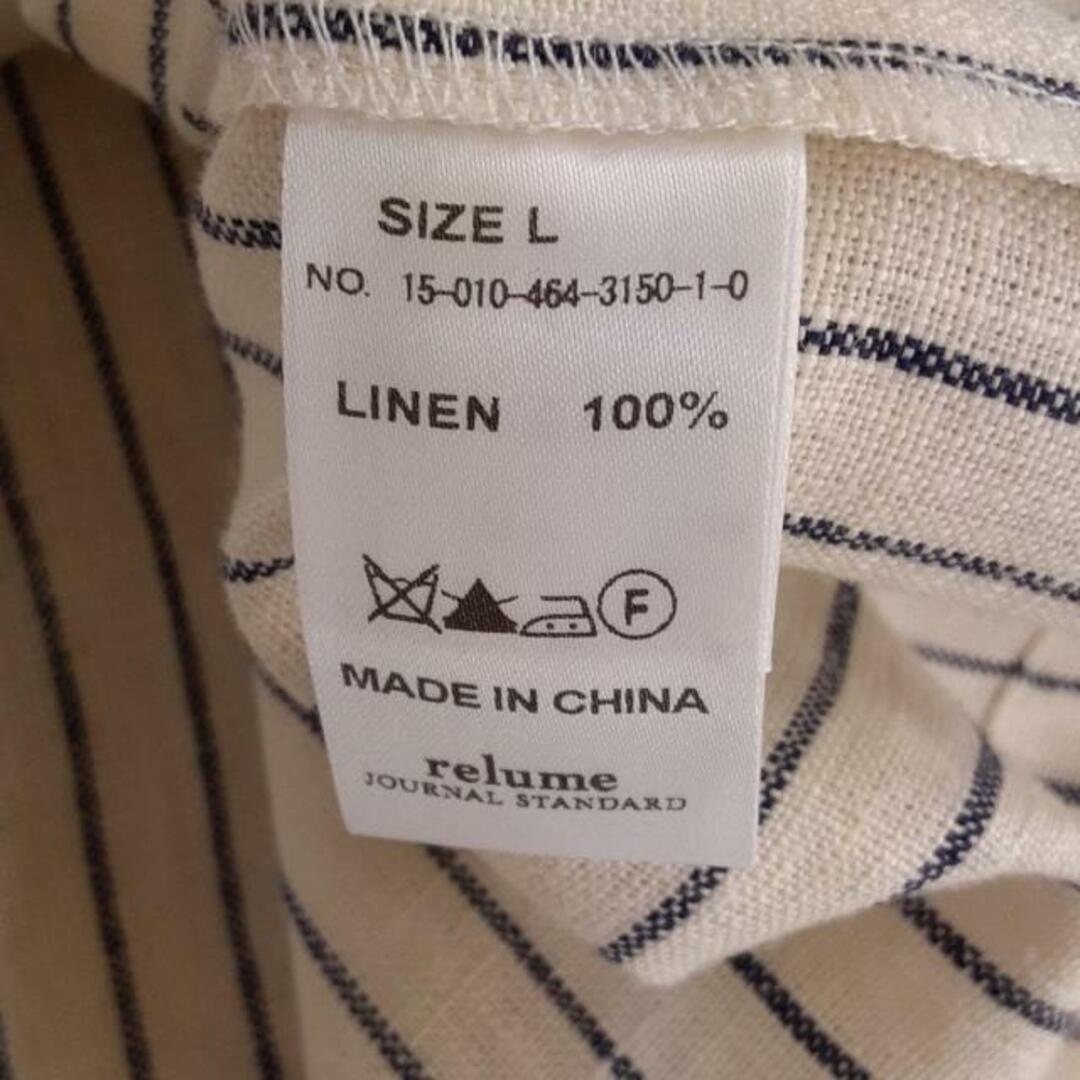 SIZE L
NO. 15-010-464-3150-1-0
LINEN 100%
F
MADE IN CHINA
relume
JOURNAL STANDARD